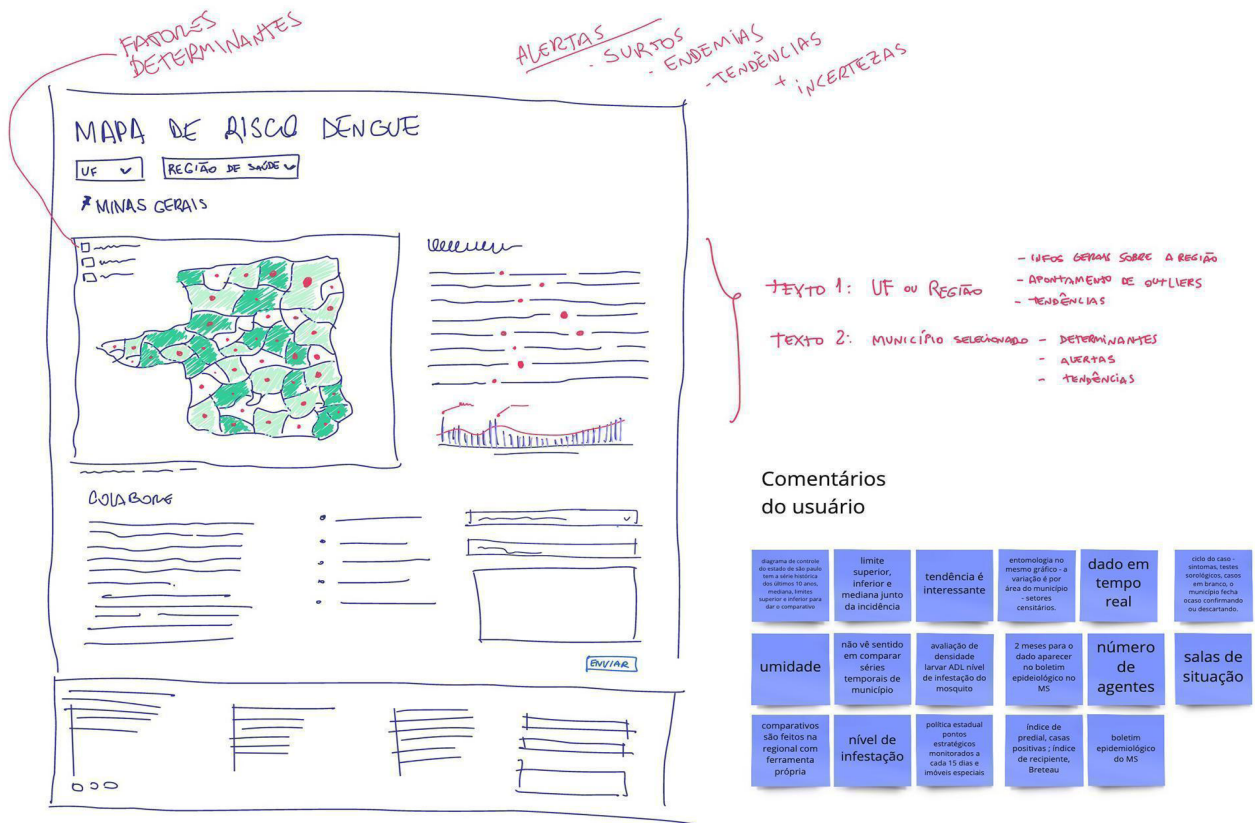 FATORES
DETERMINANTES
ALERTAS
- SURTOS
- ENDEMIAS
- TENDÊNCIAS
+ INCERTEZAS
MAPA DE RISCO DENGUE
UF
REGIÃO DE SAÚDE
MINAS GERAIS
TEXTO 1: UF OU REGIÃO
- INFOS GERAIS SOBRE A REGIÃO
- APONTAMENTO DE OUTLIERS
- TENDÊNCIAS
TEXTO 2: MUNICÍPIO SELECIONADO
- DETERMINANTES
- ALERTAS
- TENDÊNCIAS
COLABORE
ENVIAR
Comentários
do usuário
diagrama de controle
do estado de são paulo
tem a série histórica
dos últimos 10 anos,
mediana, limites
superior e inferior para
dar o comparativo
limite
superior,
inferior e
mediana junto
da incidência
tendência é
interessante
entomologia no
mesmo gráfico - a
variação é por
área do município
- setores
censitários.
dado em
tempo
real
ciclo do caso -
sintomas, testes
sorológicos, casos
em branco, o
município fecha
ocaso confirmando
ou descartando.
umidade
não vê sentido
em comparar
séries
temporais de
município
avaliação de
densidade
larvar ADL nível
de infestação do
mosquito
2 meses para o
dado aparecer
no boletim
epideiológico no
MS
número
de
agentes
salas de
situação
comparativos
são feitos na
regional com
ferramenta
própria
nível de
infestação
política estadual
pontos
estratégicos
monitorados a
cada 15 dias e
imóveis especiais
índice de
predial, casas
positivas ; índice
de recipiente,
Breteau
boletim
epidemiológico
do MS